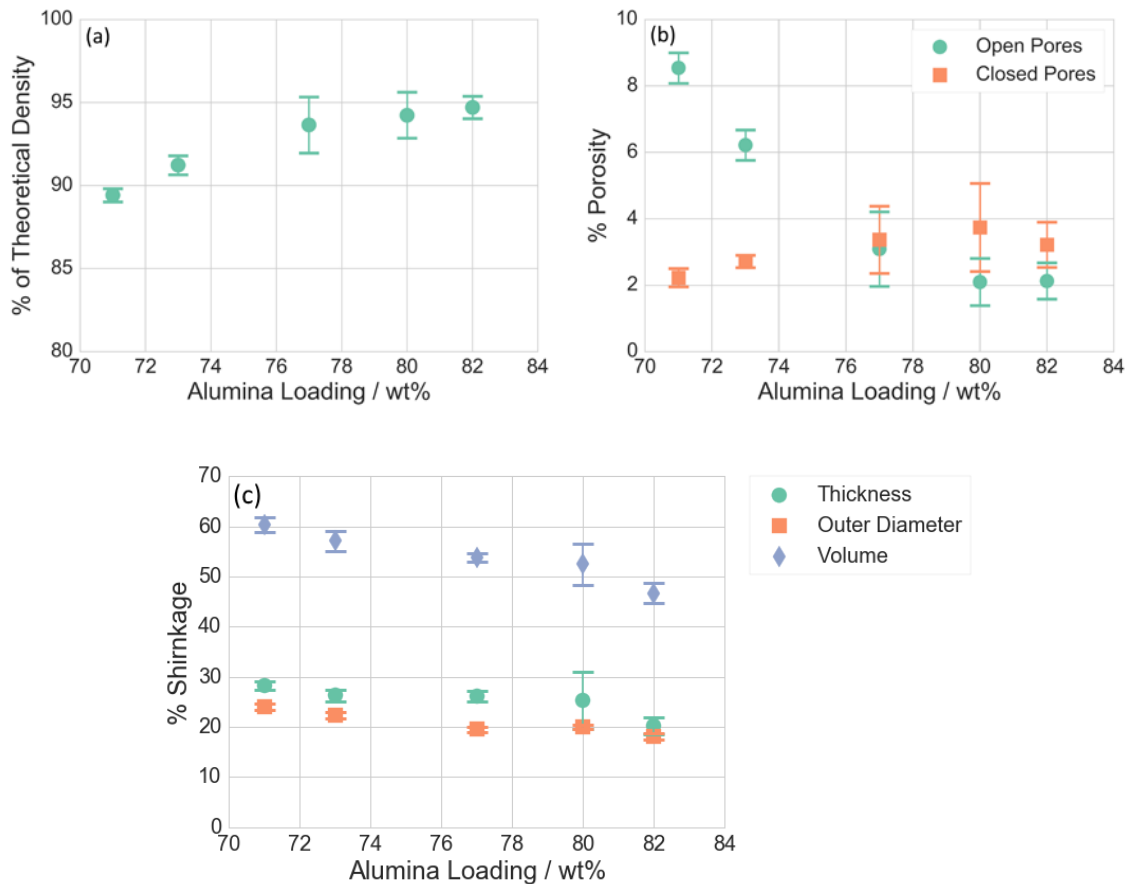 (a)
100
95
90
85
80
% of Theoretical Density
70 72 74 76 78 80 82 84
Alumina Loading / wt%
(b)
Open Pores
Closed Pores
10
8
6
4
2
0
% Porosity
70 72 74 76 78 80 82 84
Alumina Loading / wt%
(c)
70
60
50
40
30
20
10
0
% Shirnkage
70 72 74 76 78 80 82 84
Alumina Loading / wt%
Thickness
Outer Diameter
Volume